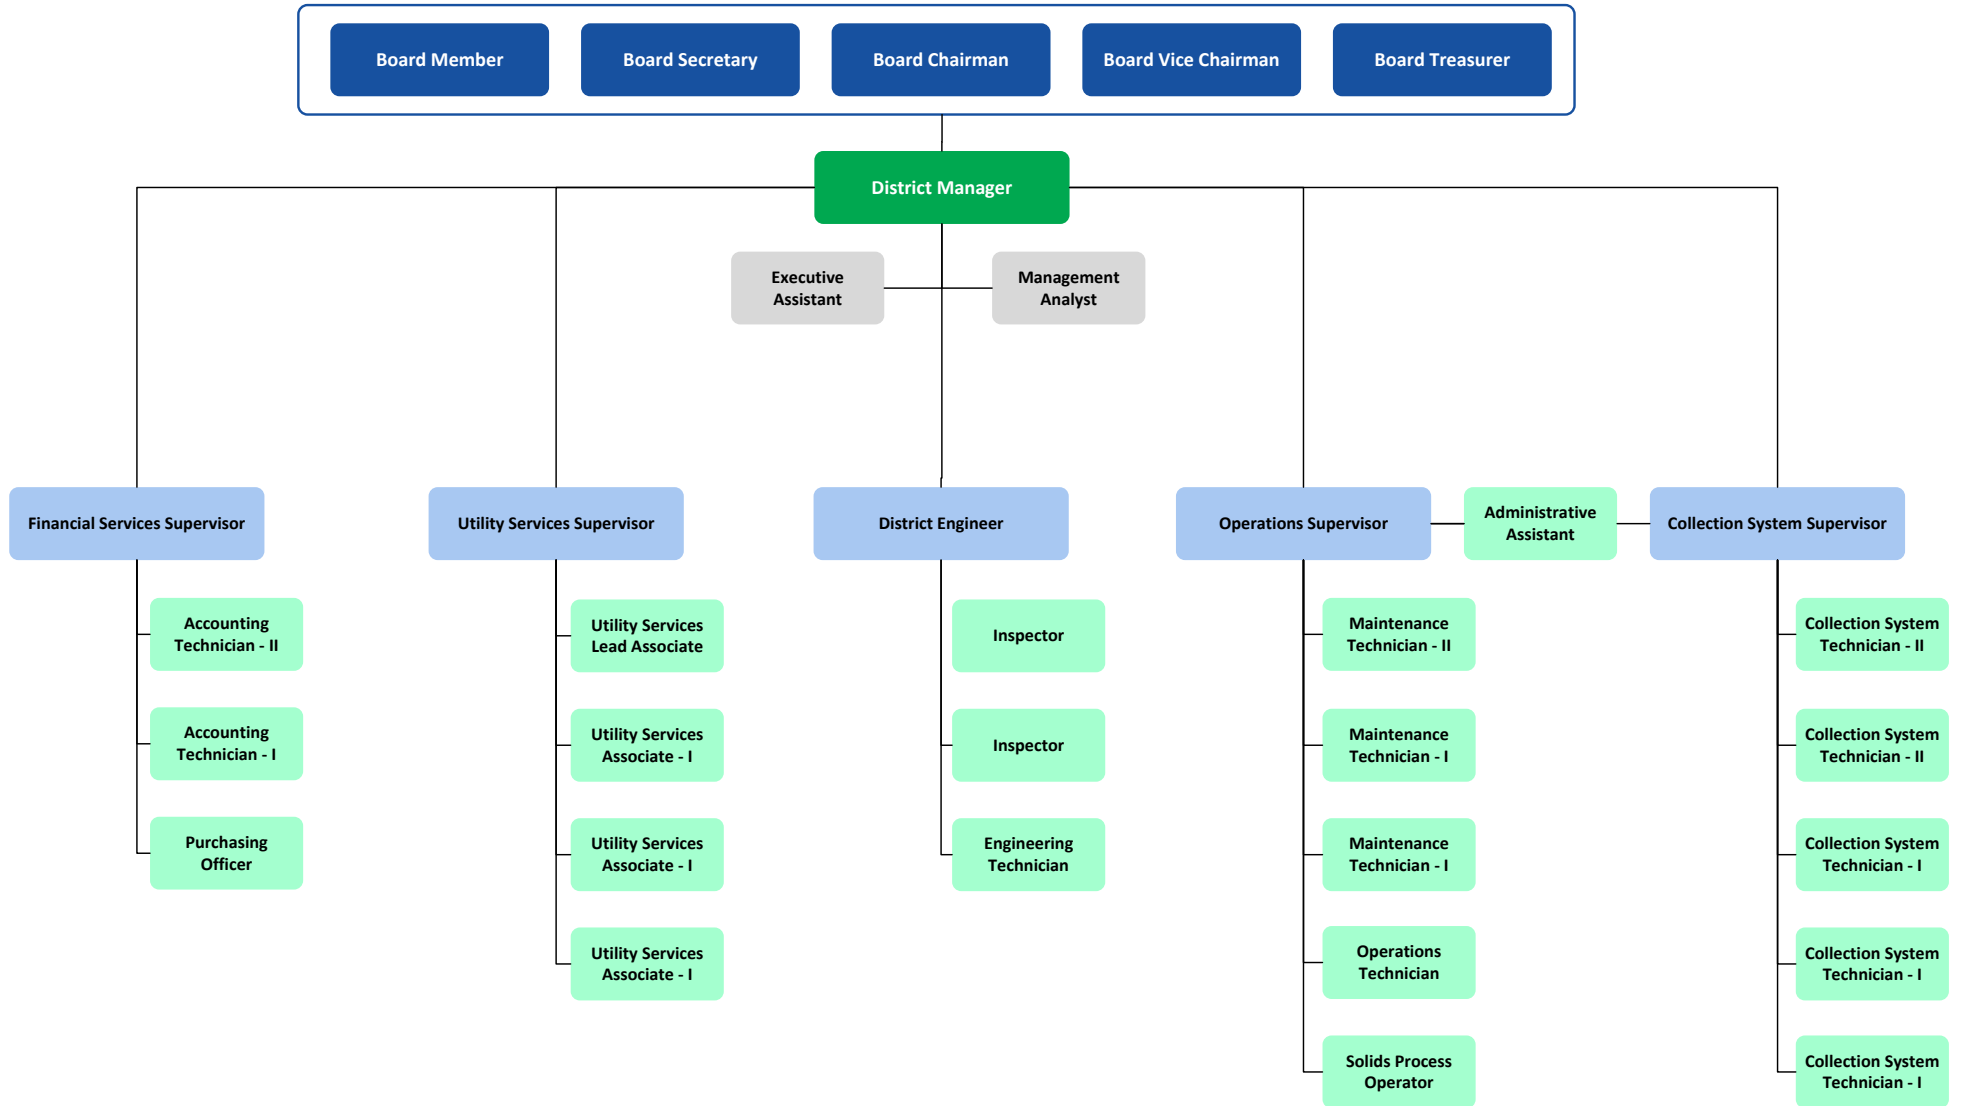 Board Member
Board Secretary
Board Chairman
Board Vice Chairman
Board Treasurer
District Manager
Executive
Assistant
Management
Analyst
Financial Services Supervisor
Utility Services Supervisor
District Engineer
Operations Supervisor
Administrative
Assistant
Collection System Supervisor
Accounting
Technician - II
Accounting
Technician - I
Purchasing
Officer
Utility Services
Lead Associate
Utility Services
Associate - I
Utility Services
Associate - I
Utility Services
Associate - I
Inspector
Inspector
Engineering
Technician
Maintenance
Technician - II
Maintenance
Technician - I
Maintenance
Technician - I
Operations
Technician
Solids Process
Operator
Collection System
Technician - II
Collection System
Technician - II
Collection System
Technician - I
Collection System
Technician - I
Collection System
Technician - I